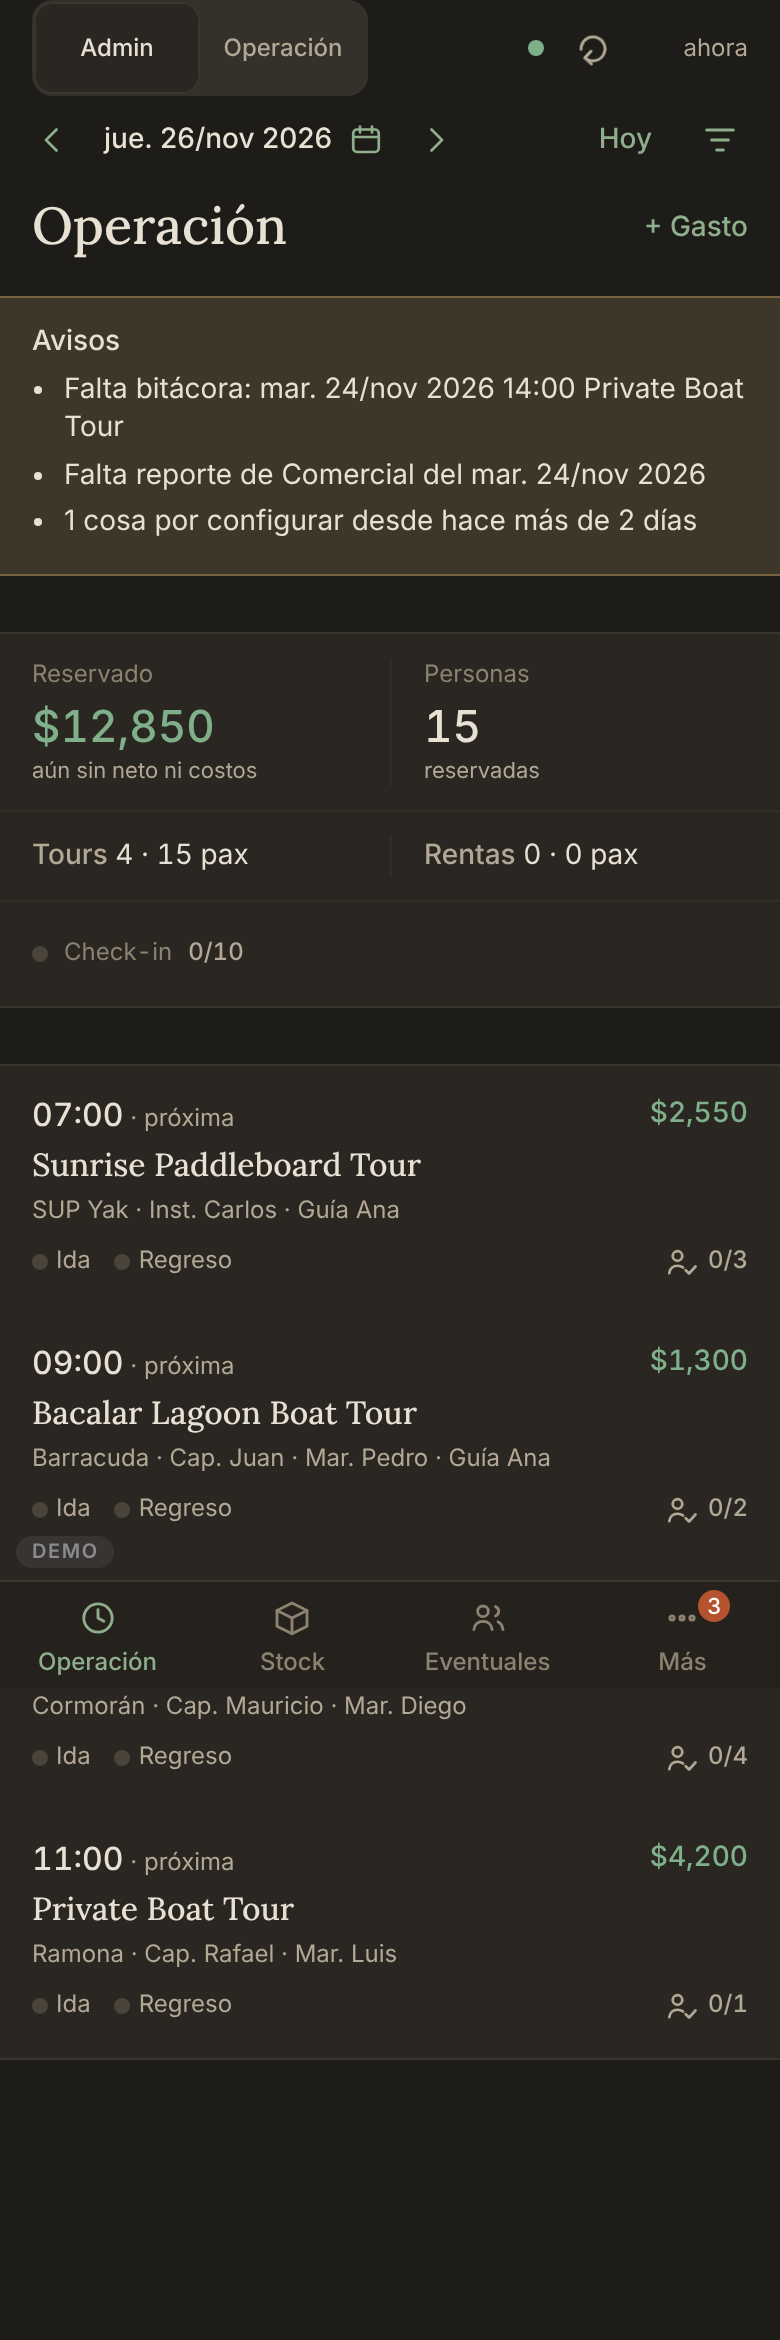 Admin
Operación
ahora
jue. 26/nov 2026
Hoy
Operación
+ Gasto
Avisos
• Falta bitácora: mar. 24/nov 2026 14:00 Private Boat
Tour
• Falta reporte de Comercial del mar. 24/nov 2026
• 1 cosa por configurar desde hace más de 2 días
Reservado
$12,850
aún sin neto ni costos
Personas
15
reservadas
Tours 4 · 15 pax
Rentas 0 · 0 pax
Check-in 0/10
07:00 · próxima
$2,550
Sunrise Paddleboard Tour
SUP Yak · Inst. Carlos · Guía Ana
Ida
Regreso
0/3
09:00 · próxima
$1,300
Bacalar Lagoon Boat Tour
Barracuda · Cap. Juan · Mar. Pedro · Guía Ana
Ida
Regreso
0/2
DEMO
Operación
Stock
Eventuales
3
Más
Cormorán · Cap. Mauricio · Mar. Diego
Ida
Regreso
0/4
11:00 · próxima
$4,200
Private Boat Tour
Ramona · Cap. Rafael · Mar. Luis
Ida
Regreso
0/1